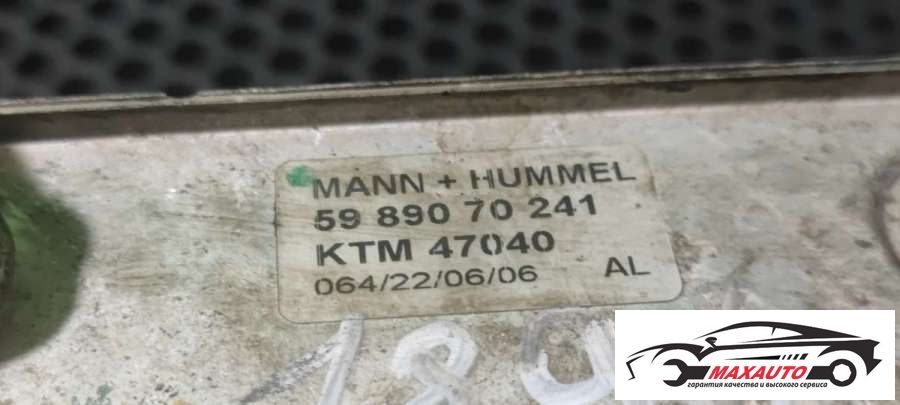 MANN + HUMMEL
59 890 70 241
KTM 47040
064/22/06/06 AL
MAXAUTO
гарантия качества и высокого сервиса